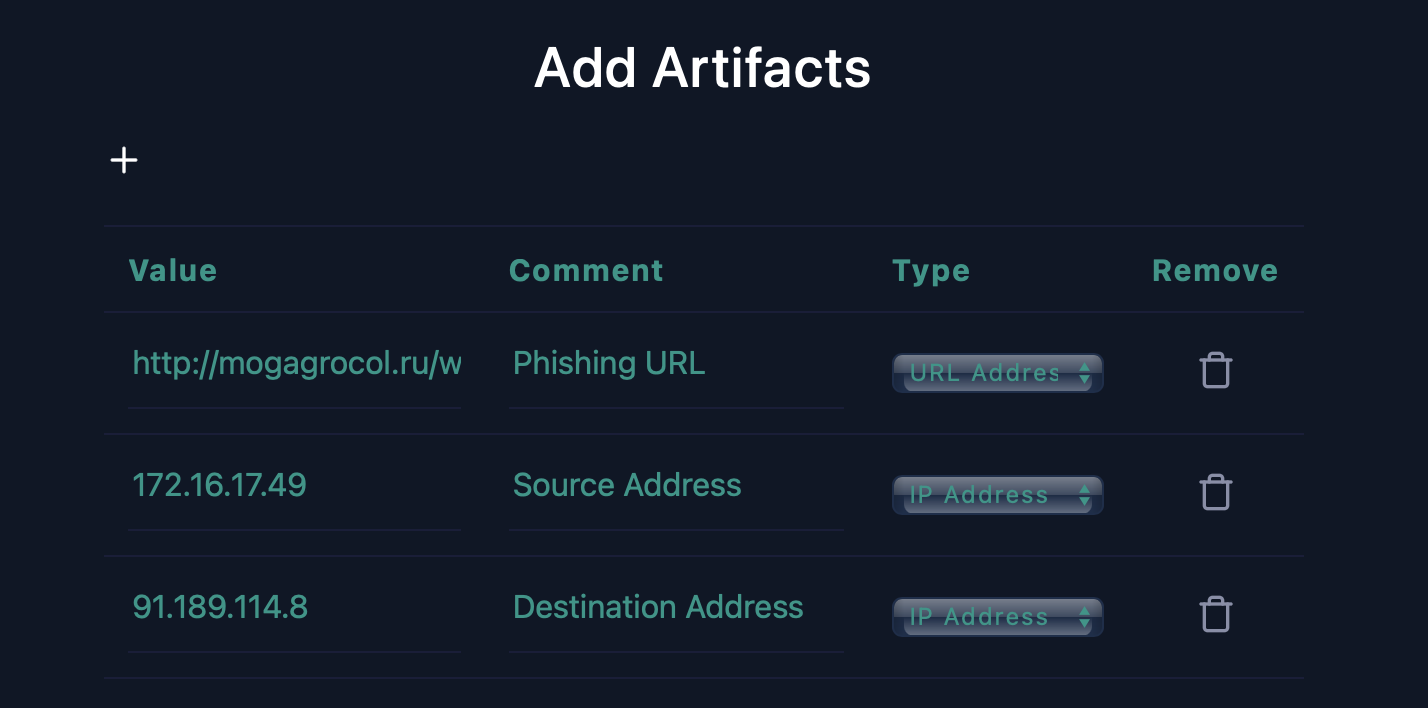 Add Artifacts
Value Comment Type Remove
http://mogagrocol.ru/w Phishing URL URL Addres
172.16.17.49 Source Address IP Address
91.189.114.8 Destination Address IP Address